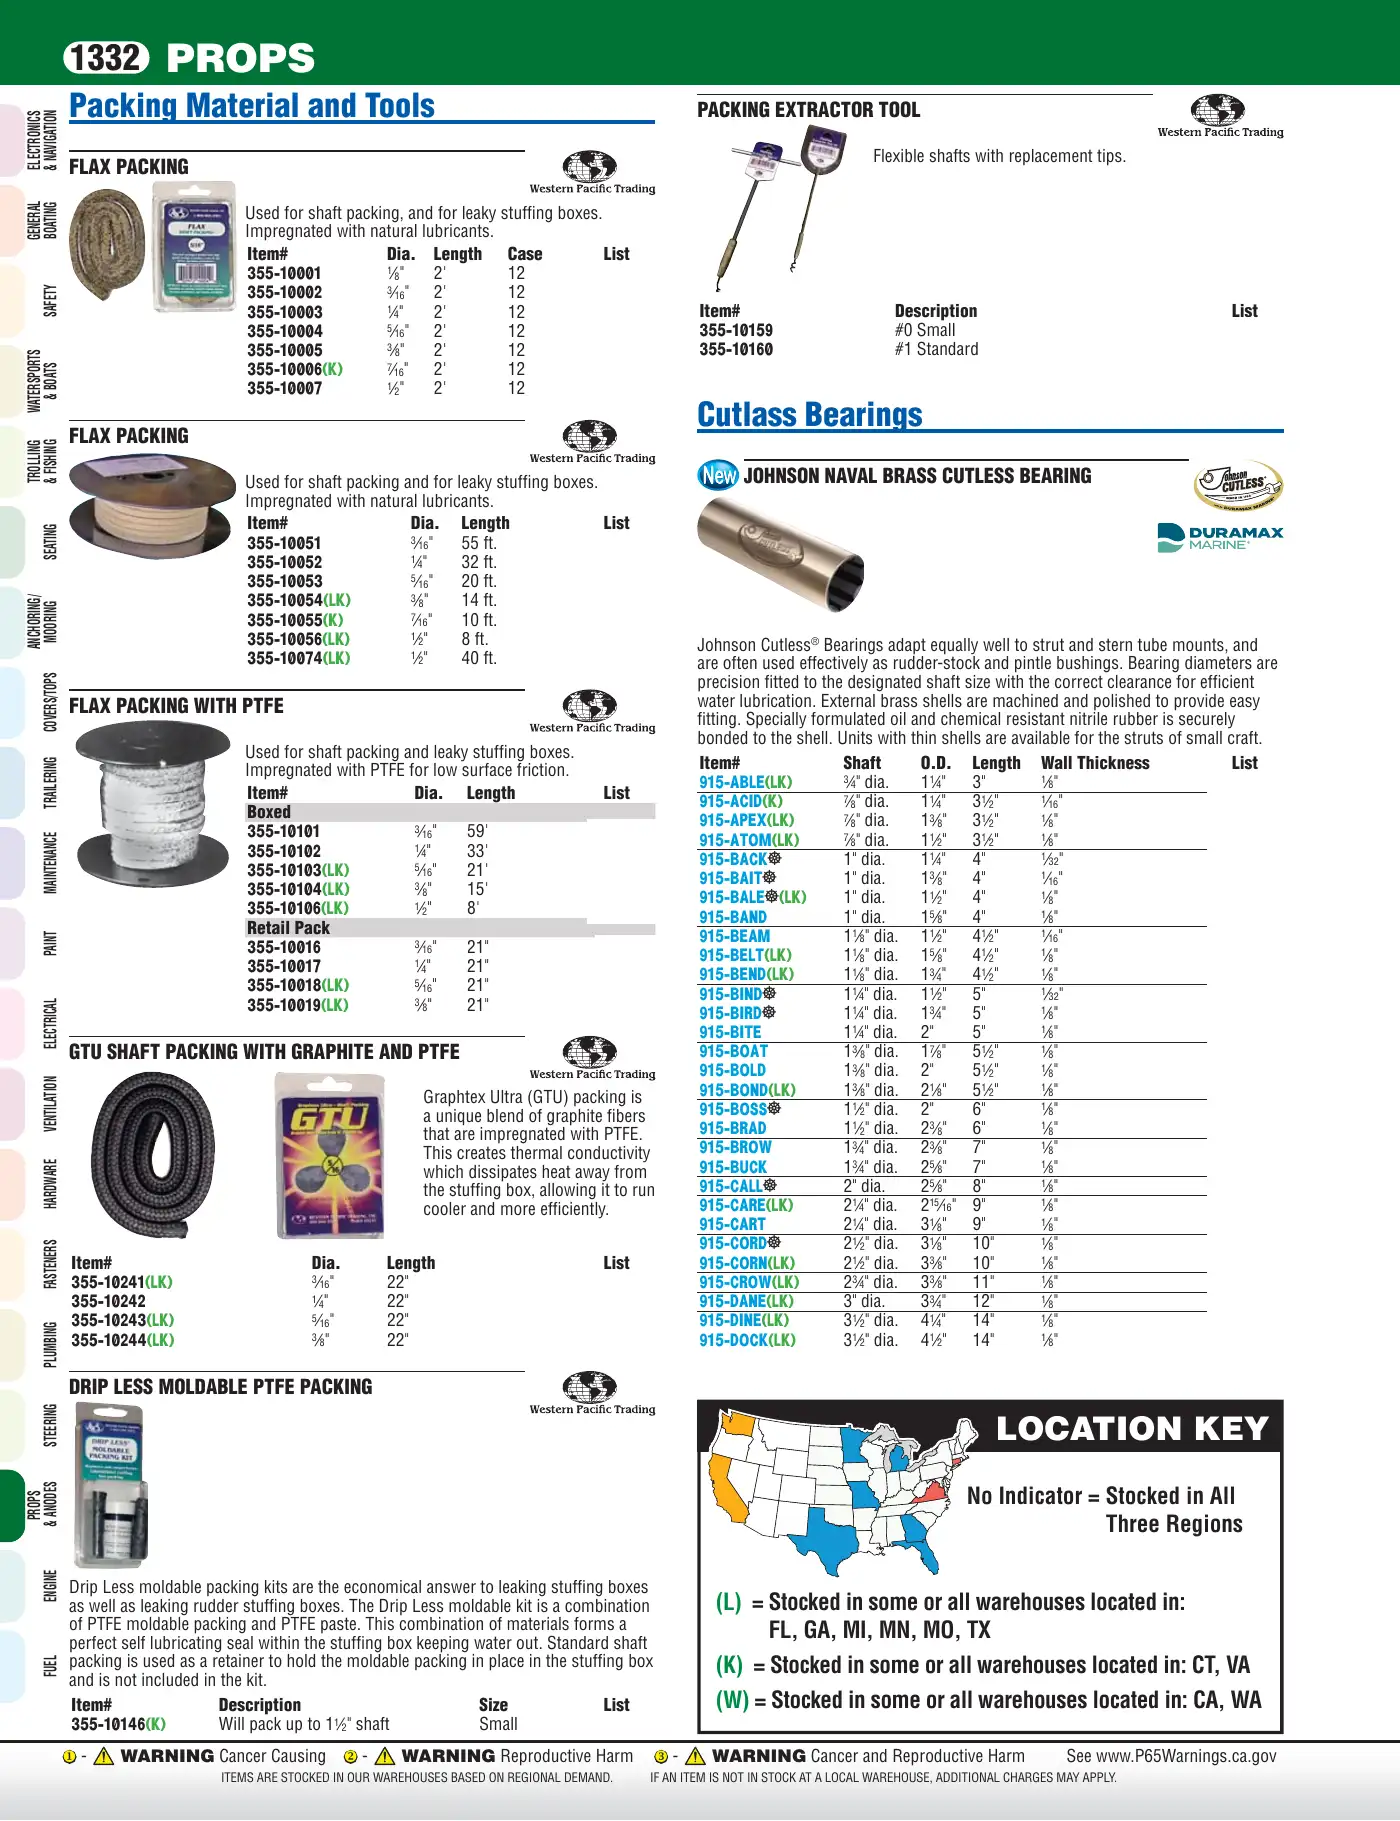 1332 PROPS
ELECTRONICS
& NAVIGATION
GENERAL
BOATING
SAFETY
WATERSPORTS
& BOATS
TROLLING
& FISHING
SEATING
ANCHORING/
MOORING
COVERS/TOPS
TRAILERING
MAINTENANCE
PAINT
ELECTRICAL
VENTILATION
HARDWARE
FASTENERS
PLUMBING
STEERING
PROPS
& ANODES
ENGINE
FUEL
Packing Material and Tools
FLAX PACKING
Western Pacific Trading
FLAX
Used for shaft packing, and for leaky stuffing boxes.
Impregnated with natural lubricants.
Item# Dia. Length Case List
355-10001 1/8" 2' 12
355-10002 3/16" 2' 12
355-10003 1/4" 2' 12
355-10004 5/16" 2' 12
355-10005 3/8" 2' 12
355-10006(K) 7/16" 2' 12
355-10007 1/2" 2' 12
FLAX PACKING
Western Pacific Trading
Used for shaft packing and for leaky stuffing boxes.
Impregnated with natural lubricants.
Item# Dia. Length List
355-10051 3/16" 55 ft.
355-10052 1/4" 32 ft.
355-10053 5/16" 20 ft.
355-10054(LK) 3/8" 14 ft.
355-10055(K) 7/16" 10 ft.
355-10056(LK) 1/2" 8 ft.
355-10074(LK) 1/2" 40 ft.
FLAX PACKING WITH PTFE
Western Pacific Trading
Used for shaft packing and leaky stuffing boxes.
Impregnated with PTFE for low surface friction.
Item# Dia. Length List
Boxed
355-10101 3/16" 59'
355-10102 1/4" 33'
355-10103(LK) 5/16" 21'
355-10104(LK) 3/8" 15'
355-10106(LK) 1/2" 8'
Retail Pack
355-10016 3/16" 21"
355-10017 1/4" 21"
355-10018(LK) 5/16" 21"
355-10019(LK) 3/8" 21"
GTU SHAFT PACKING WITH GRAPHITE AND PTFE
Western Pacific Trading
GTU
5/16
Graphtex Ultra (GTU) packing is
a unique blend of graphite fibers
that are impregnated with PTFE.
This creates thermal conductivity
which dissipates heat away from
the stuffing box, allowing it to run
cooler and more efficiently.
Item# Dia. Length List
355-10241(LK) 3/16" 22"
355-10242 1/4" 22"
355-10243(LK) 5/16" 22"
355-10244(LK) 3/8" 22"
DRIP LESS MOLDABLE PTFE PACKING
Western Pacific Trading
DRIP LESS
MOLDABLE
PACKING KIT
Drip Less moldable packing kits are the economical answer to leaking stuffing boxes
as well as leaking rudder stuffing boxes. The Drip Less moldable kit is a combination
of PTFE moldable packing and PTFE paste. This combination of materials forms a
perfect self lubricating seal within the stuffing box keeping water out. Standard shaft
packing is used as a retainer to hold the moldable packing in place in the stuffing box
and is not included in the kit.
Item# Description Size List
355-10146(K) Will pack up to 11/2" shaft Small
PACKING EXTRACTOR TOOL
Western Pacific Trading
Flexible shafts with replacement tips.
Item# Description List
355-10159 #0 Small
355-10160 #1 Standard
Cutlass Bearings
New JOHNSON NAVAL BRASS CUTLESS BEARING
Johnson CUTLESS
DURAMAX
MARINE
Johnson Cutless® Bearings adapt equally well to strut and stern tube mounts, and
are often used effectively as rudder-stock and pintle bushings. Bearing diameters are
precision fitted to the designated shaft size with the correct clearance for efficient
water lubrication. External brass shells are machined and polished to provide easy
fitting. Specially formulated oil and chemical resistant nitrile rubber is securely
bonded to the shell. Units with thin shells are available for the struts of small craft.
Item# Shaft O.D. Length Wall Thickness List
915-ABLE(LK) 3/4" dia. 11/4" 3" 1/8"
915-ACID(K) 7/8" dia. 11/4" 31/2" 1/16"
915-APEX(LK) 7/8" dia. 13/8" 31/2" 1/8"
915-ATOM(LK) 7/8" dia. 11/2" 31/2" 1/8"
915-BACK☸ 1" dia. 11/4" 4" 1/32"
915-BAIT☸ 1" dia. 13/8" 4" 1/16"
915-BALE☸(LK) 1" dia. 11/2" 4" 1/8"
915-BAND 1" dia. 15/8" 4" 1/8"
915-BEAM 11/8" dia. 11/2" 41/2" 1/16"
915-BELT(LK) 11/8" dia. 15/8" 41/2" 1/8"
915-BEND(LK) 11/8" dia. 13/4" 41/2" 1/8"
915-BIND☸ 11/4" dia. 11/2" 5" 1/32"
915-BIRD☸ 11/4" dia. 13/4" 5" 1/8"
915-BITE 11/4" dia. 2" 5" 1/8"
915-BOAT 13/8" dia. 17/8" 51/2" 1/8"
915-BOLD 13/8" dia. 2" 51/2" 1/8"
915-BOND(LK) 13/8" dia. 21/8" 51/2" 1/8"
915-BOSS☸ 11/2" dia. 2" 6" 1/8"
915-BRAD 11/2" dia. 23/8" 6" 1/8"
915-BROW 13/4" dia. 23/8" 7" 1/8"
915-BUCK 13/4" dia. 25/8" 7" 1/8"
915-CALL☸ 2" dia. 25/8" 8" 1/8"
915-CARE(LK) 21/4" dia. 215/16" 9" 1/8"
915-CART 21/4" dia. 31/8" 9" 1/8"
915-CORD☸ 21/2" dia. 31/8" 10" 1/8"
915-CORN(LK) 21/2" dia. 33/8" 10" 1/8"
915-CROW(LK) 23/4" dia. 33/8" 11" 1/8"
915-DANE(LK) 3" dia. 33/4" 12" 1/8"
915-DINE(LK) 31/2" dia. 41/4" 14" 1/8"
915-DOCK(LK) 31/2" dia. 41/2" 14" 1/8"
LOCATION KEY
No Indicator = Stocked in All
Three Regions
(L) = Stocked in some or all warehouses located in:
FL, GA, MI, MN, MO, TX
(K) = Stocked in some or all warehouses located in: CT, VA
(W) = Stocked in some or all warehouses located in: CA, WA
1 - WARNING Cancer Causing 2 - WARNING Reproductive Harm 3 - WARNING Cancer and Reproductive Harm See www.P65Warnings.ca.gov
ITEMS ARE STOCKED IN OUR WAREHOUSES BASED ON REGIONAL DEMAND. IF AN ITEM IS NOT IN STOCK AT A LOCAL WAREHOUSE, ADDITIONAL CHARGES MAY APPLY.